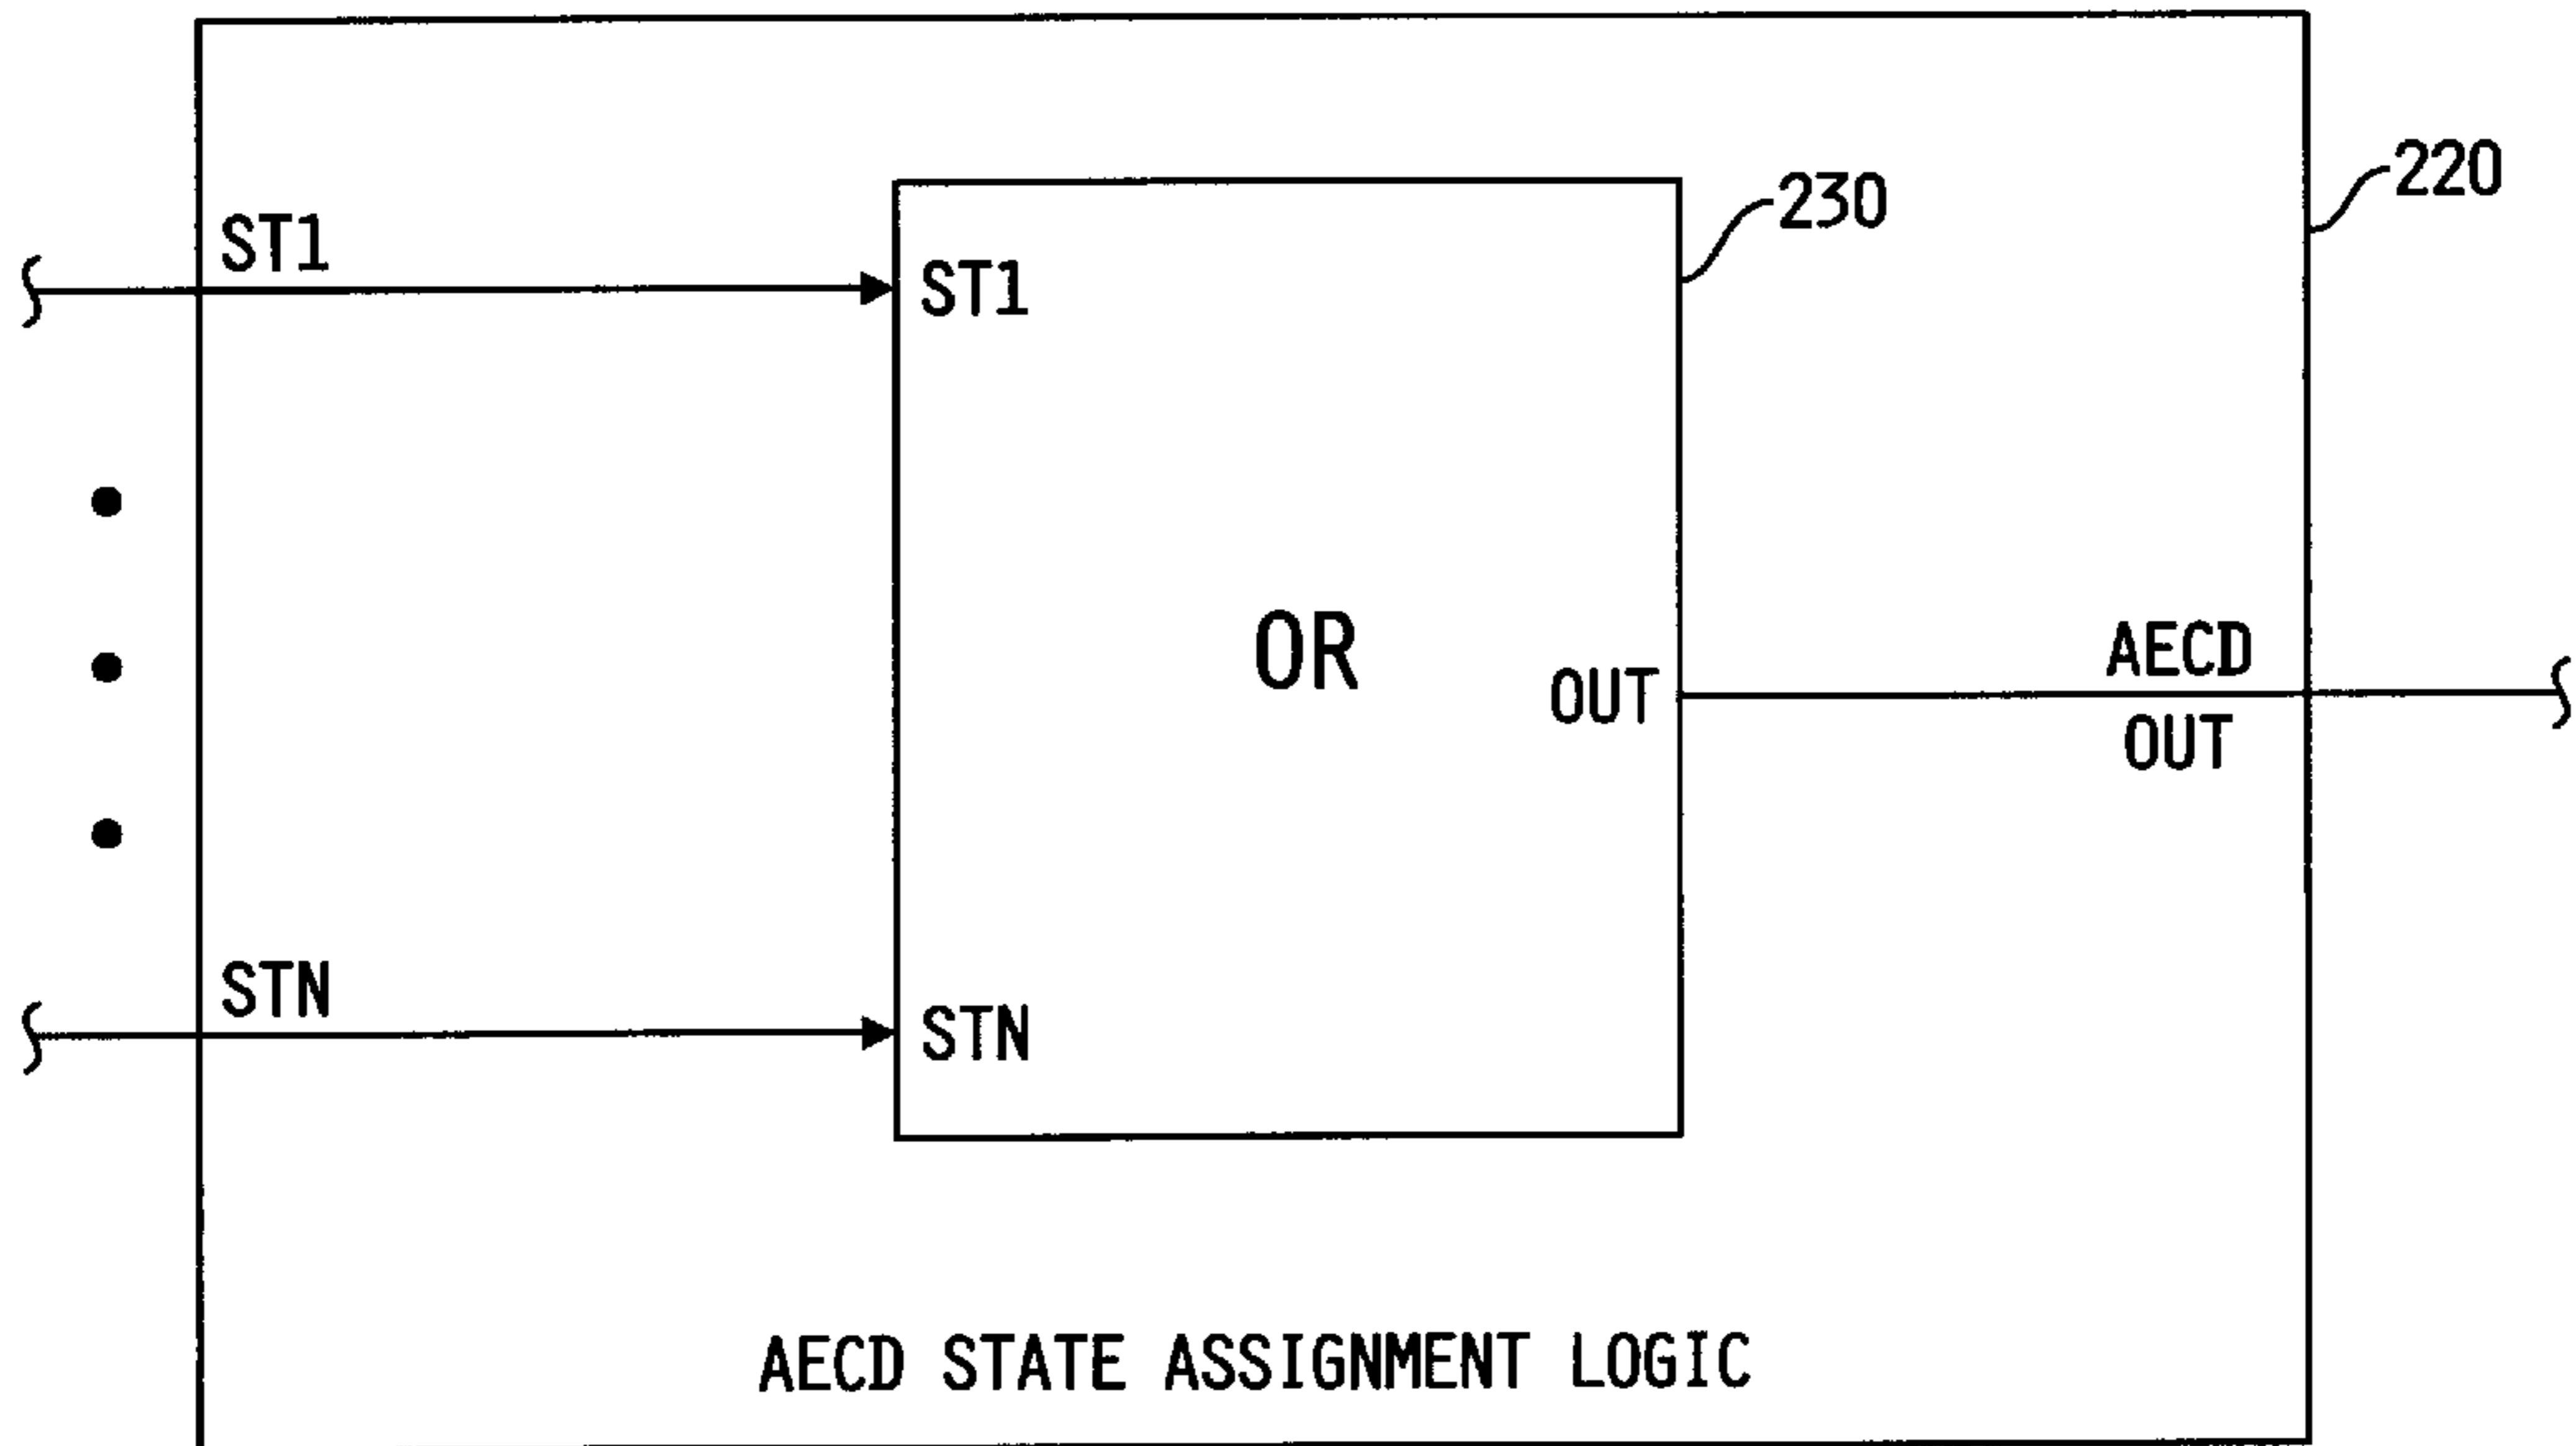 220
230
ST1
ST1
OR
AECD
OUT
OUT
STN
STN
AECD STATE ASSIGNMENT LOGIC